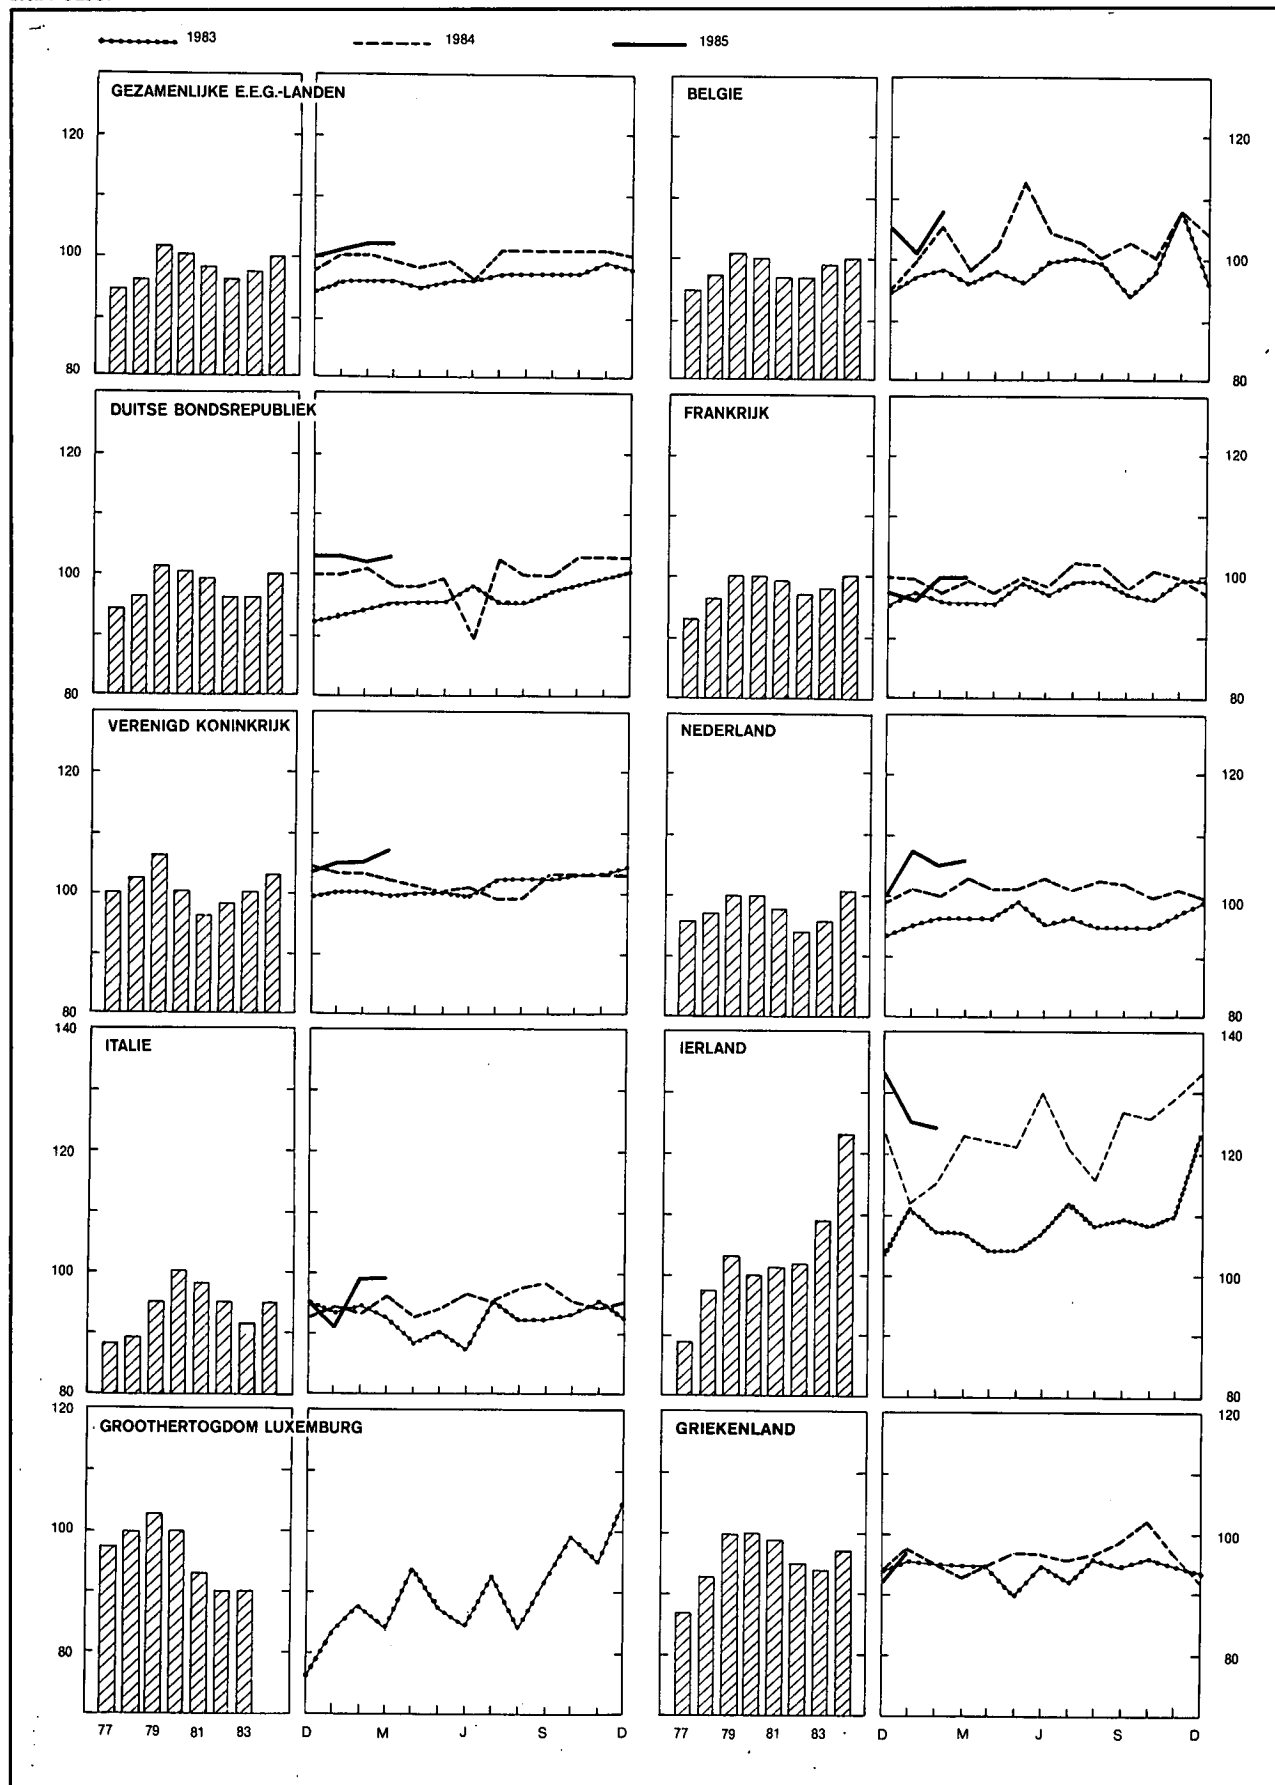 1983 1984 1985
GEZAMENLIJKE E.E.G.-LANDEN BELGIE
120 120
100 100
80 80
DUITSE BONDSREPUBLIEK FRANKRIJK
120 120
100 100
80 80
VERENIGD KONINKRIJK NEDERLAND
120 120
100 100
80 80
140 140
ITALIE IERLAND
120 120
100 100
80 80
120 120
GROOTHERTOGDOM LUXEMBURG GRIEKENLAND
100 100
80 80
77 79 81 83 D M J S D 77 79 81 83 D M J S D